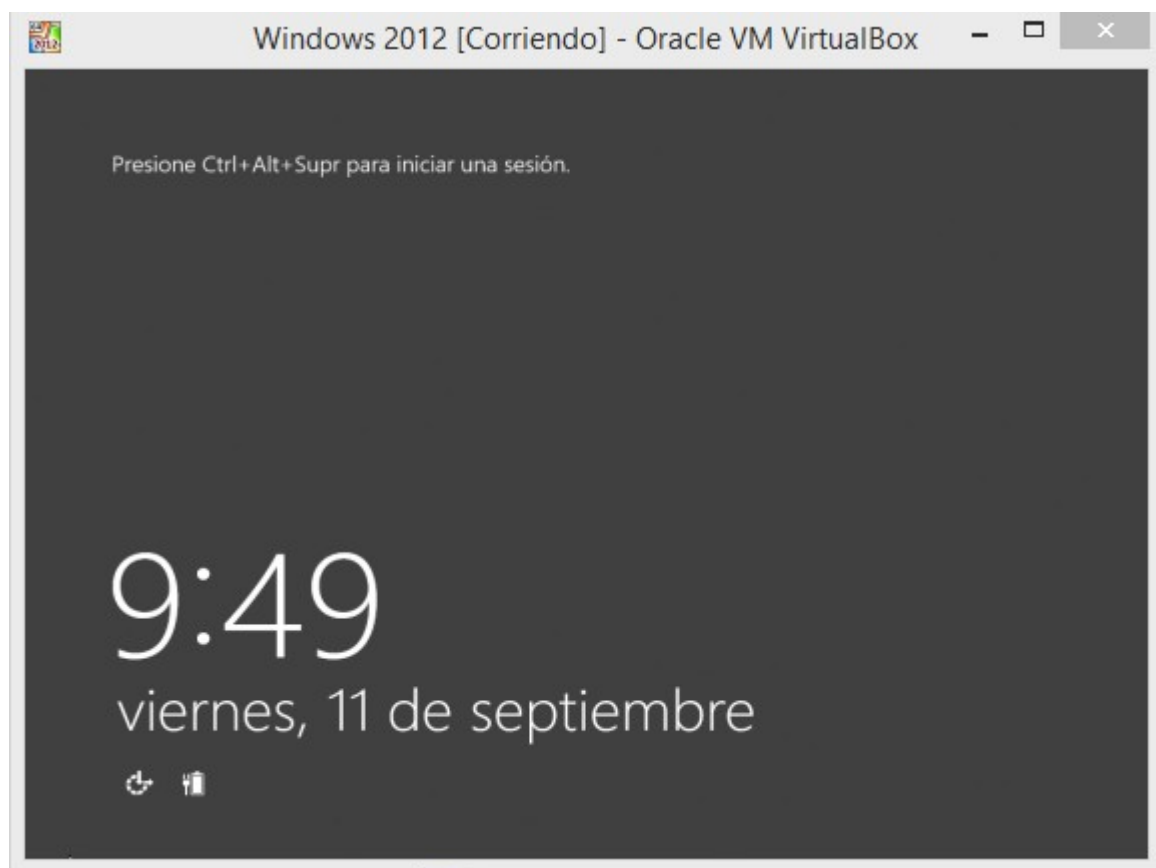 Windows 2012 [Corriendo] - Oracle VM VirtualBox
Presione Ctrl+Alt+Supr para iniciar una sesión.
9:49
viernes, 11 de septiembre